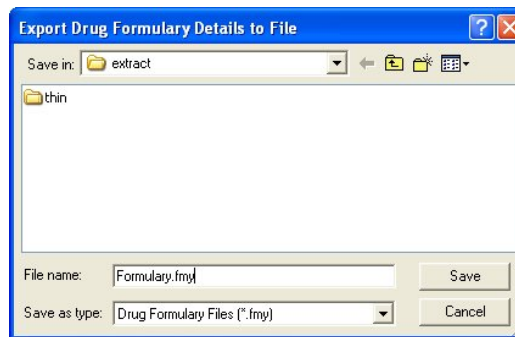 Export Drug Formulary Details to File
Save in: extract
thin
File name: Formulary.fmy Save
Save as type: Drug Formulary Files (*.fmy) Cancel